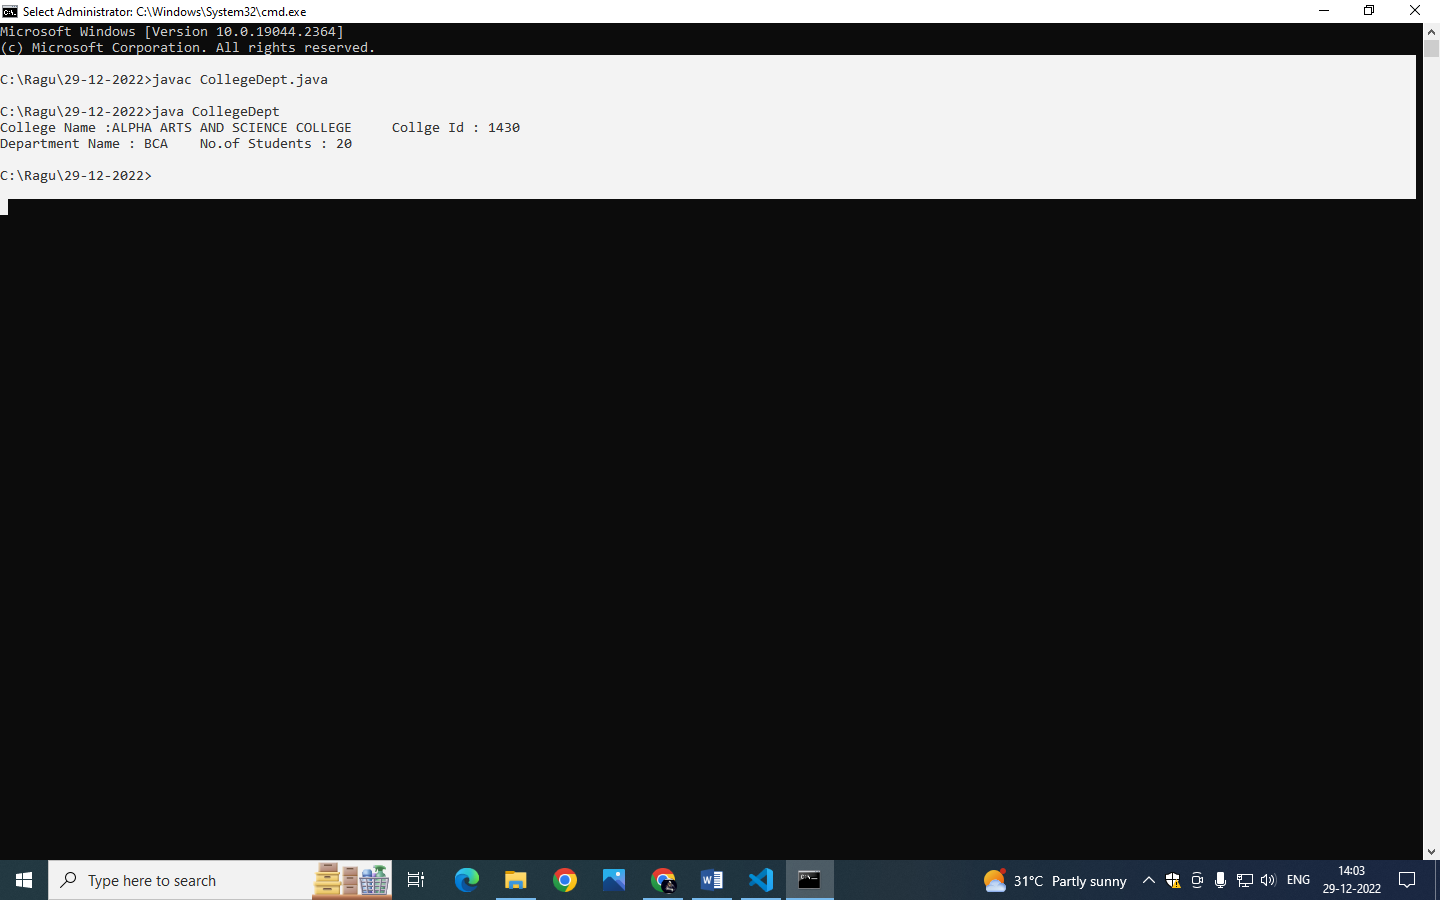 Select Administrator: C:\Windows\System32\cmd.exe
Microsoft Windows [Version 10.0.19044.2364]
(c) Microsoft Corporation. All rights reserved.
C:\Ragu\29-12-2022>javac CollegeDept.java
C:\Ragu\29-12-2022>java CollegeDept
College Name :ALPHA ARTS AND SCIENCE COLLEGE     Collge Id : 1430
Department Name : BCA    No.of Students : 20
C:\Ragu\29-12-2022>
Type here to search
31°C Partly sunny
ENG
14:03
29-12-2022